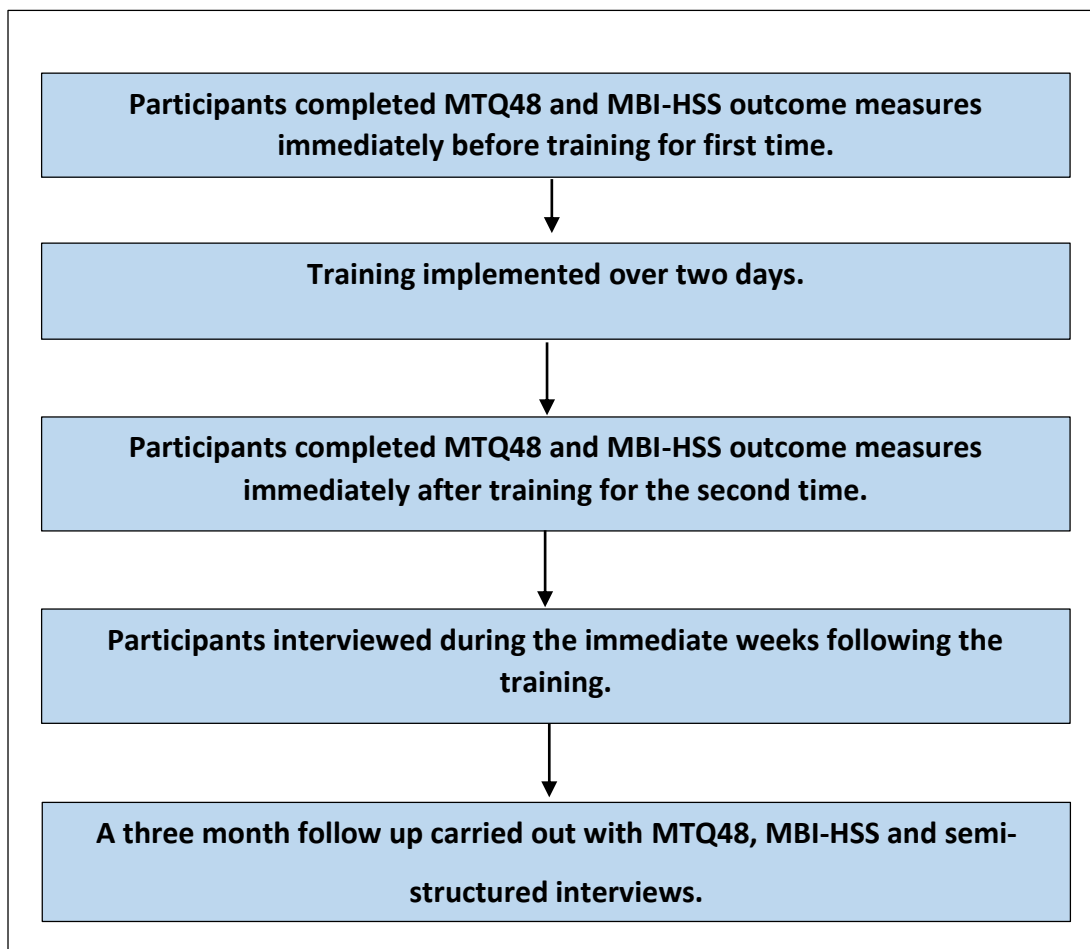 Participants completed MTQ48 and MBI-HSS outcome measures
immediately before training for first time.
Training implemented over two days.
Participants completed MTQ48 and MBI-HSS outcome measures
immediately after training for the second time.
Participants interviewed during the immediate weeks following the
training.
A three month follow up carried out with MTQ48, MBI-HSS and semi-
structured interviews.